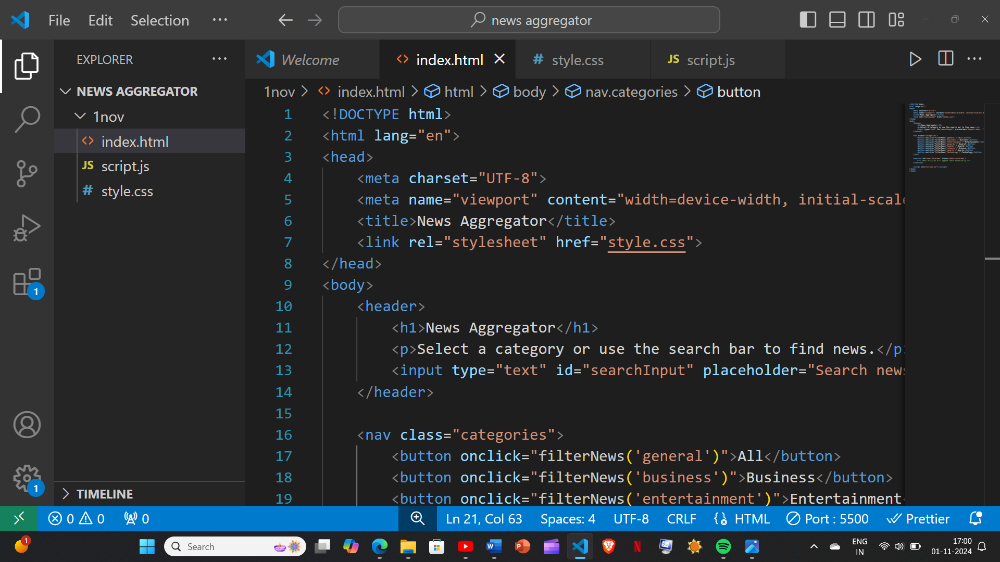 File Edit Selection ···
news aggregator
EXPLORER ···
NEWS AGGREGATOR
1nov
index.html
JS script.js
# style.css
TIMELINE
Welcome
index.html
# style.css
JS script.js
1nov > index.html > html > body > nav.categories > button
1 <!DOCTYPE html>
2 <html lang="en">
3 <head>
4 <meta charset="UTF-8">
5 <meta name="viewport" content="width=device-width, initial-scale
6 <title>News Aggregator</title>
7 <link rel="stylesheet" href="style.css">
8 </head>
9 <body>
10 <header>
11 <h1>News Aggregator</h1>
12 <p>Select a category or use the search bar to find news.</p
13 <input type="text" id="searchInput" placeholder="Search news
14 </header>
15
16 <nav class="categories">
17 <button onclick="filterNews('general')">All</button>
18 <button onclick="filterNews('business')">Business</button>
19 <button onclick="filterNews('entertainment')">Entertainment<
1
1
0 0 0
Ln 21, Col 63 Spaces: 4 UTF-8 CRLF HTML Port : 5500 Prettier
1
Search
ENG
IN
17:00
01-11-2024